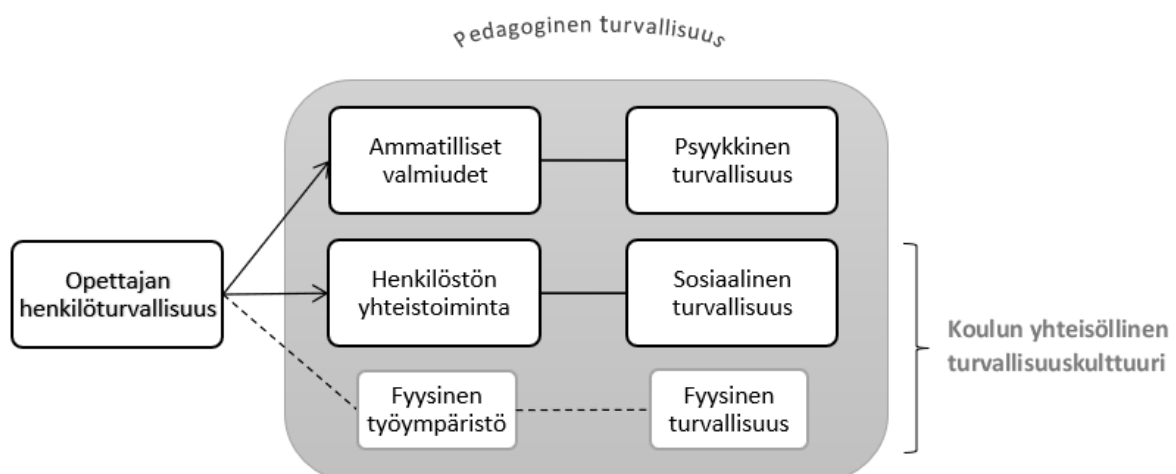 Pedagoginen turvallisuus
Ammatilliset
valmiudet
Psyykkinen
turvallisuus
Opettajan
henkilöturvallisuus
Henkilöstön
yhteistoiminta
Sosiaalinen
turvallisuus
Koulun yhteisöllinen
turvallisuuskulttuuri
Fyysinen
työympäristö
Fyysinen
turvallisuus